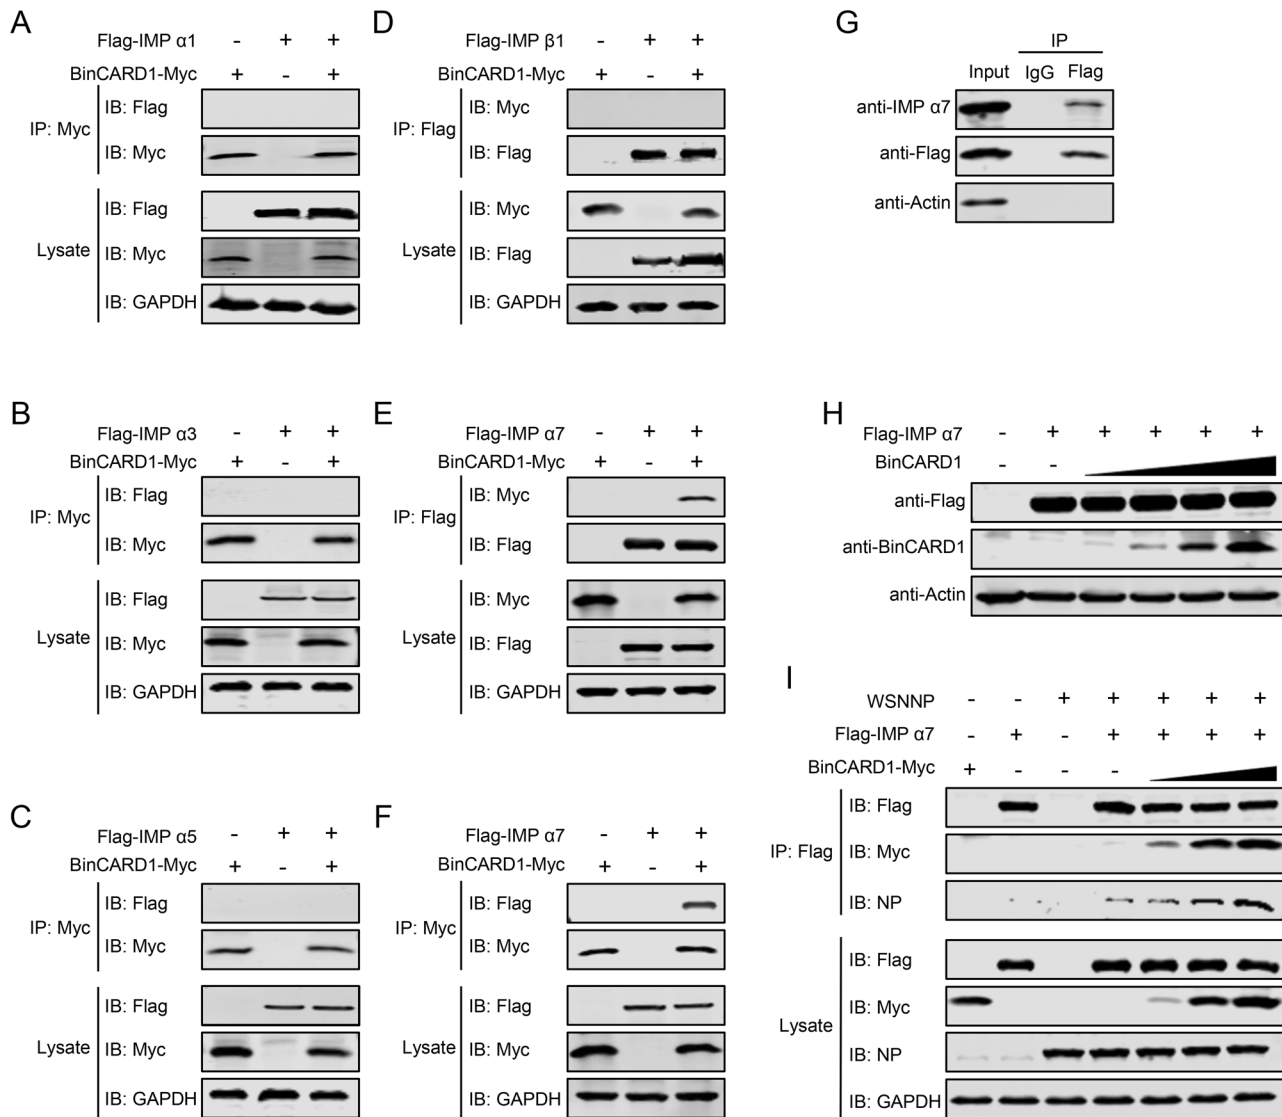 A
Flag-IMP α1 - + +
BinCARD1-Myc + - +
IP: Myc
IB: Flag
IB: Myc
Lysate
IB: Flag
IB: Myc
IB: GAPDH
D
Flag-IMP β1 - + +
BinCARD1-Myc + - +
IP: Flag
IB: Myc
IB: Flag
Lysate
IB: Myc
IB: Flag
IB: GAPDH
G
IP
Input IgG Flag
anti-IMP α7
anti-Flag
anti-Actin
B
Flag-IMP α3 - + +
BinCARD1-Myc + - +
IP: Myc
IB: Flag
IB: Myc
Lysate
IB: Flag
IB: Myc
IB: GAPDH
E
Flag-IMP α7 - + +
BinCARD1-Myc + - +
IP: Flag
IB: Myc
IB: Flag
Lysate
IB: Myc
IB: Flag
IB: GAPDH
H
Flag-IMP α7 - + + + + +
BinCARD1 - -
anti-Flag
anti-BinCARD1
anti-Actin
C
Flag-IMP α5 - + +
BinCARD1-Myc + - +
IP: Myc
IB: Flag
IB: Myc
Lysate
IB: Flag
IB: Myc
IB: GAPDH
F
Flag-IMP α7 - + +
BinCARD1-Myc + - +
IP: Myc
IB: Flag
IB: Myc
Lysate
IB: Flag
IB: Myc
IB: GAPDH
I
WSNNP - - + + + + +
Flag-IMP α7 - + - + + + +
BinCARD1-Myc + - - -
IP: Flag
IB: Flag
IB: Myc
IB: NP
Lysate
IB: Flag
IB: Myc
IB: NP
IB: GAPDH